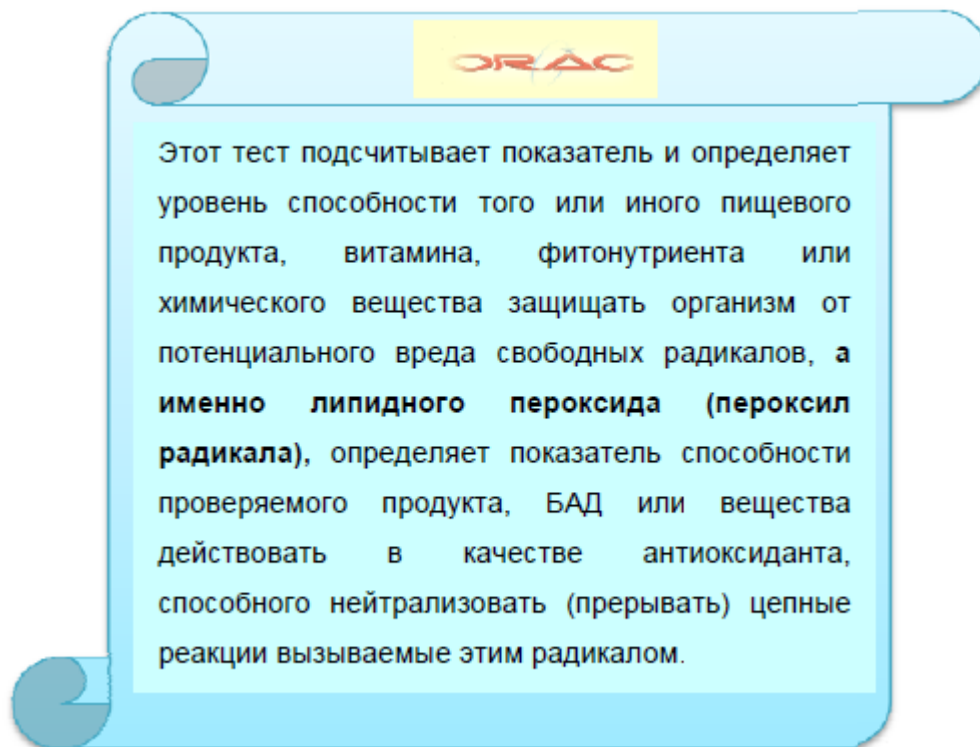 ORAC
Этот тест подсчитывает показатель и определяет
уровень способности того или иного пищевого
продукта, витамина, фитонутриента или
химического вещества защищать организм от
потенциального вреда свободных радикалов, а
именно липидного пероксида (пероксил
радикала), определяет показатель способности
проверяемого продукта, БАД или вещества
действовать в качестве антиоксиданта,
способного нейтрализовать (прерывать) цепные
реакции вызываемые этим радикалом.